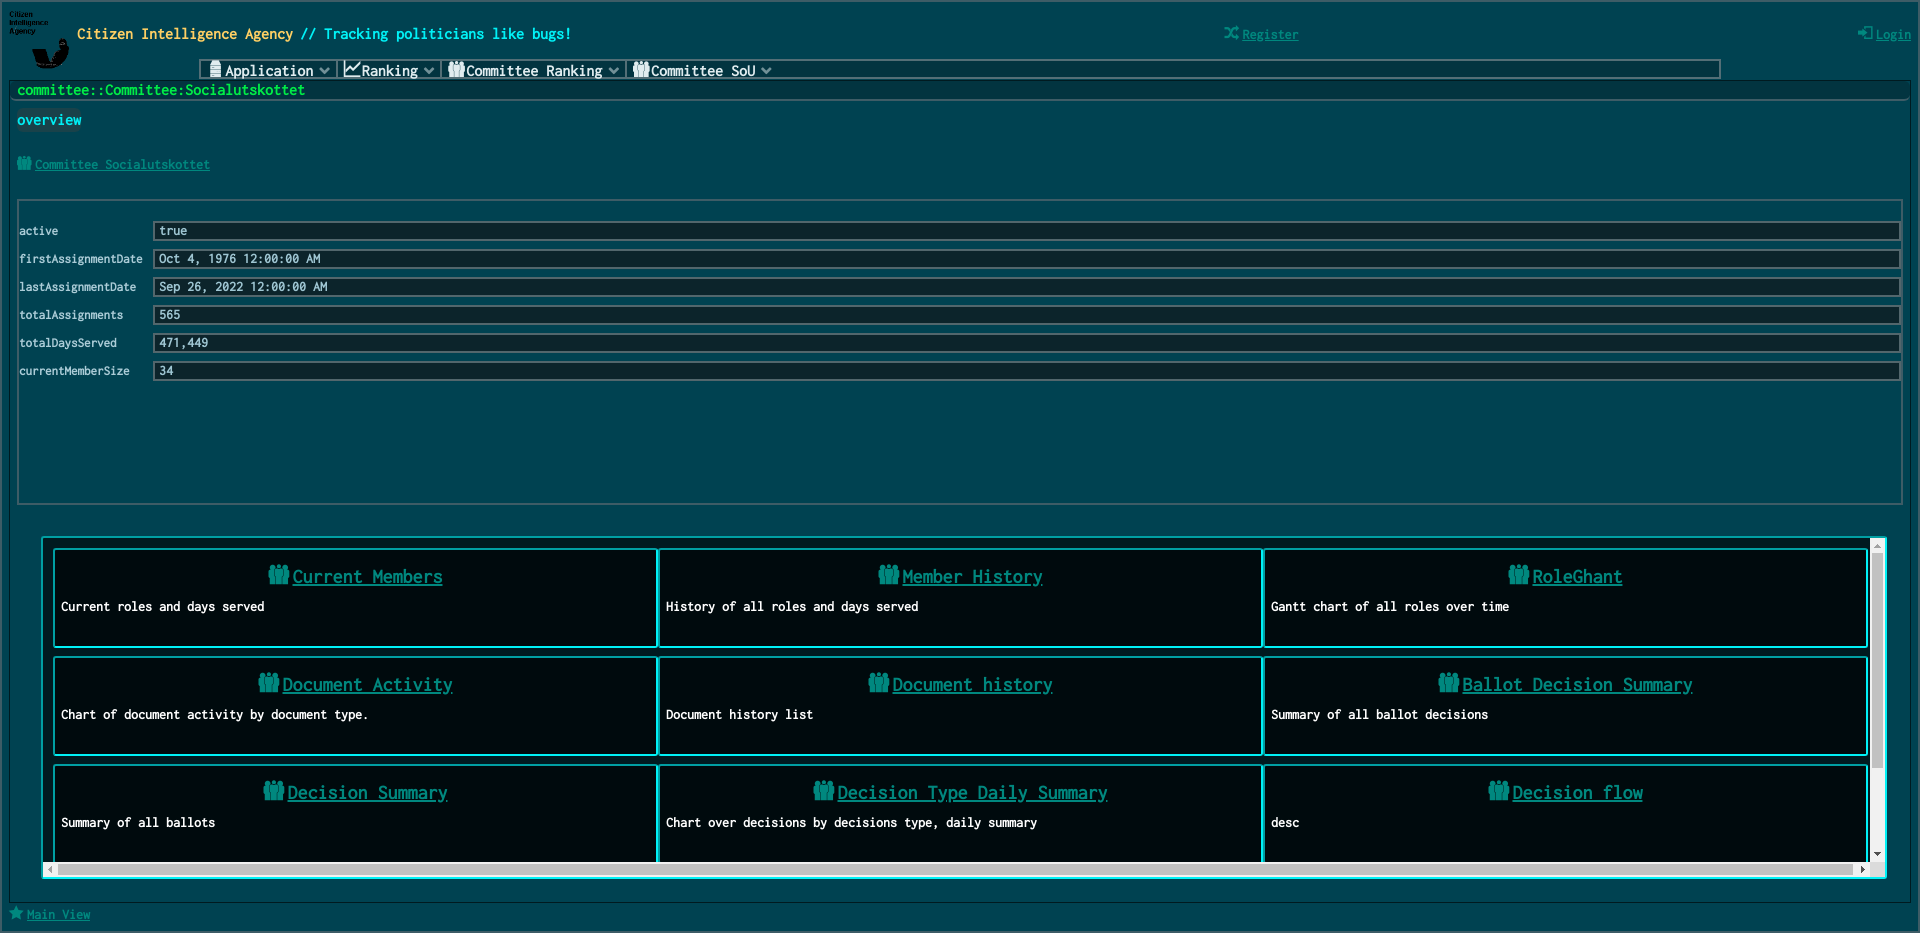 Citizen
Intelligence
Agency
Citizen Intelligence Agency // Tracking politicians like bugs!
Register
Login
Application
Ranking
Committee Ranking
Committee SoU
committee::Committee:Socialutskottet
overview
Committee Socialutskottet
active true
firstAssignmentDate Oct 4, 1976 12:00:00 AM
lastAssignmentDate Sep 26, 2022 12:00:00 AM
totalAssignments 565
totalDaysServed 471,449
currentMemberSize 34
Current Members
Current roles and days served
Member History
History of all roles and days served
RoleGhant
Gantt chart of all roles over time
Document Activity
Chart of document activity by document type.
Document history
Document history list
Ballot Decision Summary
Summary of all ballot decisions
Decision Summary
Summary of all ballots
Decision Type Daily Summary
Chart over decisions by decisions type, daily summary
Decision flow
desc
Main View